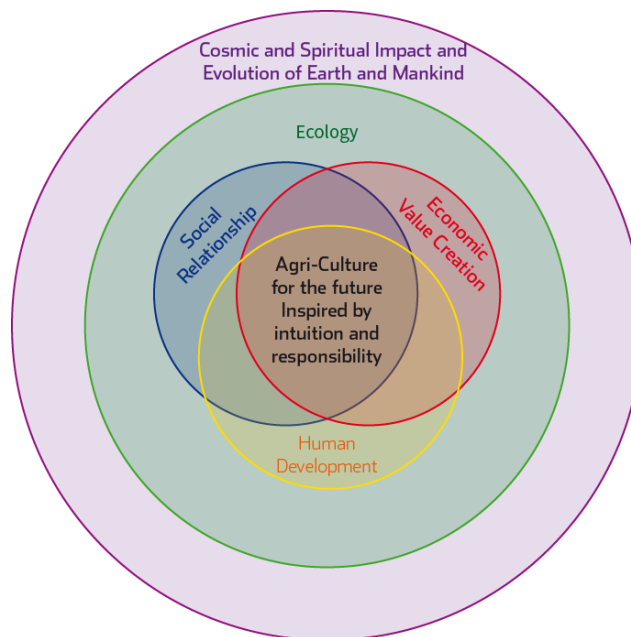 Cosmic and Spiritual Impact and
Evolution of Earth and Mankind
Ecology
Social
Relationship
Economic
Value Creation
Agri-Culture
for the future
Inspired by
intuition and
responsibility
Human
Development